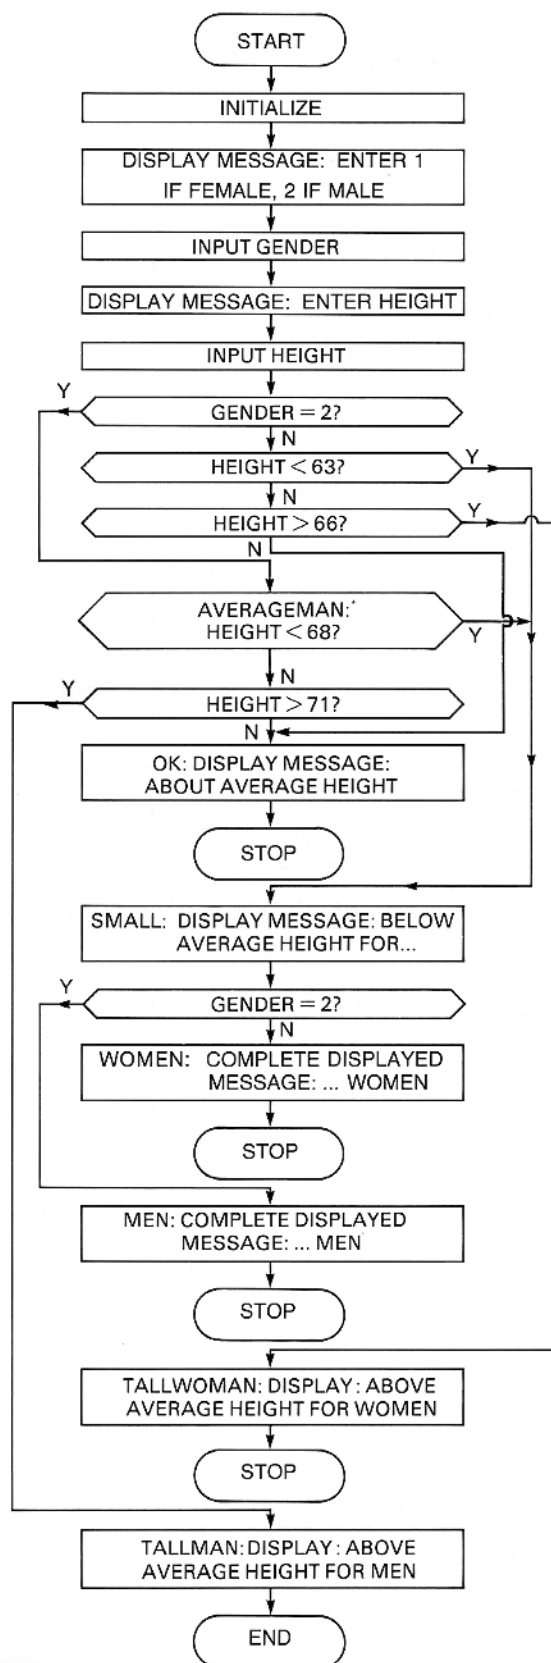 START
INITIALIZE
DISPLAY MESSAGE: ENTER 1
IF FEMALE, 2 IF MALE
INPUT GENDER
DISPLAY MESSAGE: ENTER HEIGHT
INPUT HEIGHT
Y
GENDER = 2?
N
HEIGHT < 63?
Y
N
HEIGHT > 66?
Y
N
AVERAGEMAN:*
HEIGHT < 68?
Y
N
Y
HEIGHT > 71?
N
OK: DISPLAY MESSAGE:
ABOUT AVERAGE HEIGHT
STOP
SMALL: DISPLAY MESSAGE: BELOW
AVERAGE HEIGHT FOR...
Y
GENDER = 2?
N
WOMEN: COMPLETE DISPLAYED
MESSAGE: ... WOMEN
STOP
MEN: COMPLETE DISPLAYED
MESSAGE: ... MEN
STOP
TALLWOMAN: DISPLAY : ABOVE
AVERAGE HEIGHT FOR WOMEN
STOP
TALLMAN: DISPLAY : ABOVE
AVERAGE HEIGHT FOR MEN
END